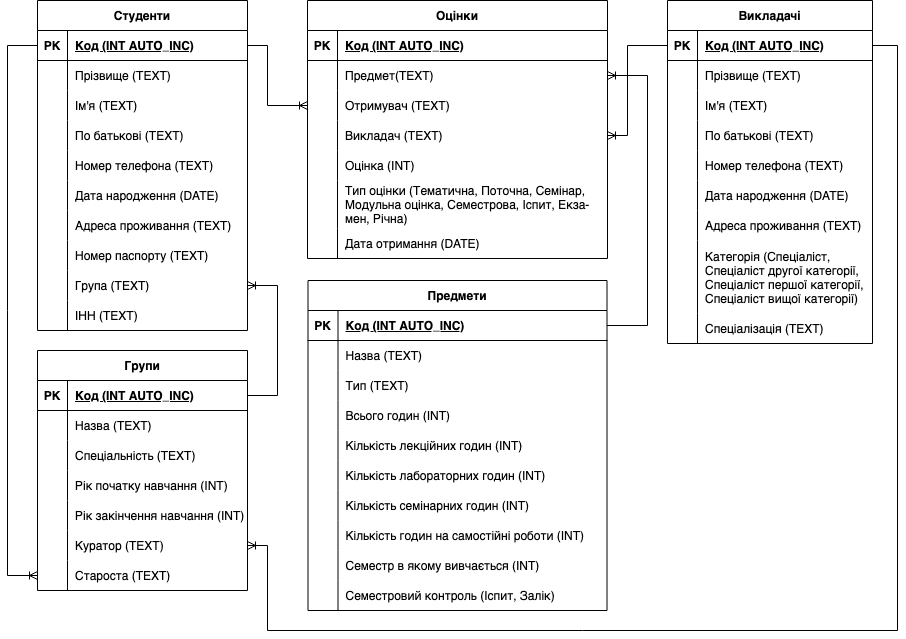 Студенти
PK Код (INT AUTO_INC)
Прізвище (TEXT)
Ім'я (TEXT)
По батькові (TEXT)
Номер телефона (TEXT)
Дата народження (DATE)
Адреса проживання (TEXT)
Номер паспорту (TEXT)
Група (TEXT)
ІНН (TEXT)
Групи
PK Код (INT AUTO_INC)
Назва (TEXT)
Спеціальність (TEXT)
Рік початку навчання (INT)
Рік закінчення навчання (INT)
Куратор (TEXT)
Староста (TEXT)
Оцінки
PK Код (INT AUTO_INC)
Предмет(TEXT)
Отримувач (TEXT)
Викладач (TEXT)
Оцінка (INT)
Тип оцінки (Тематична, Поточна, Семінар,
Модульна оцінка, Семестрова, Іспит, Екза-
мен, Річна)
Дата отримання (DATE)
Предмети
PK Код (INT AUTO_INC)
Назва (TEXT)
Тип (TEXT)
Всього годин (INT)
Кількість лекційних годин (INT)
Кількість лабораторних годин (INT)
Кількість семінарних годин (INT)
Кількість годин на самостійні роботи (INT)
Семестр в якому вивчається (INT)
Семестровий контроль (Іспит, Залік)
Викладачі
PK Код (INT AUTO_INC)
Прізвище (TEXT)
Ім'я (TEXT)
По батькові (TEXT)
Номер телефона (TEXT)
Дата народження (DATE)
Адреса проживання (TEXT)
Категорія (Спеціаліст,
Спеціаліст другої категорії,
Спеціаліст першої категорії,
Спеціаліст вищої категорії)
Спеціалізація (TEXT)